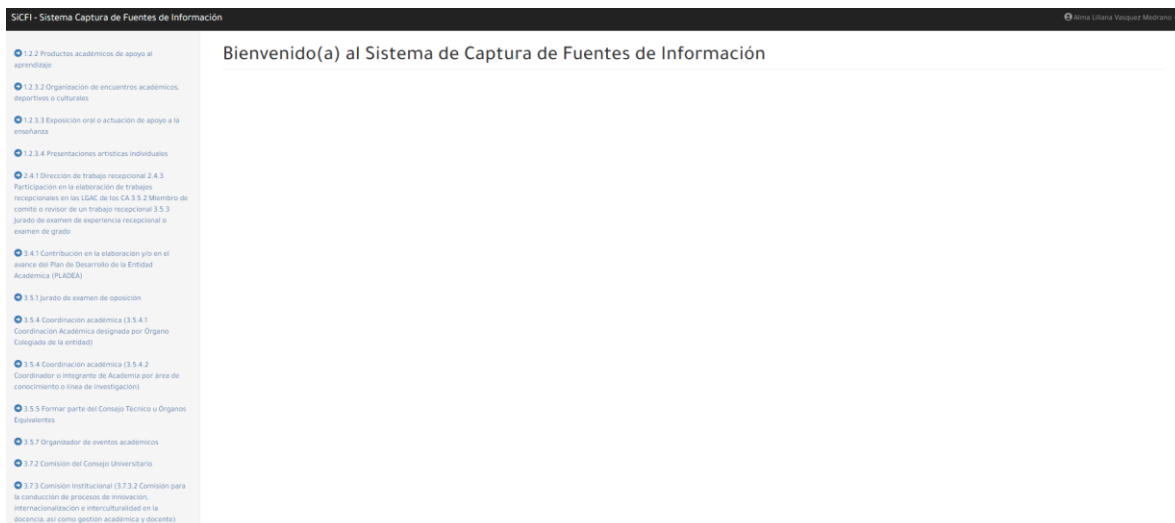 SiCFI - Sistema Captura de Fuentes de Información
Alma Liliana Vasquez Medrano
1.2.2 Productos académicos de apoyo al
aprendizaje
1.2.3.2 Organización de encuentros académicos,
deportivos o culturales
1.2.3.3 Exposición oral o actuación de apoyo a la
enseñanza
1.2.3.4 Presentaciones artísticas individuales
2.4.1 Dirección de trabajo recepcional 2.4.3
Participación en la elaboración de trabajos
recepcionales en las LGAC de los CA 3.5.2 Miembro de
comité o revisor de un trabajo recepcional 3.5.3
Jurado de examen de experiencia recepcional o
examen de grado
3.4.1 Contribución en la elaboración y/o en el
avance del Plan de Desarrollo de la Entidad
Académica (PLADEA)
3.5.1 Jurado de examen de oposición
3.5.4 Coordinación académica (3.5.4.1
Coordinación Académica designada por Órgano
Colegiado de la entidad)
3.5.4 Coordinación académica (3.5.4.2
Coordinador o integrante de Academia por área de
conocimiento o línea de investigación)
3.5.5 Formar parte del Consejo Técnico u Órganos
Equivalentes
3.5.7 Organizador de eventos académicos
3.7.2 Comisión del Consejo Universitario
3.7.3 Comisión Institucional (3.7.3.2 Comisión para
la conducción de procesos de innovación,
internacionalización e interculturalidad en la
docencia, así como gestión académica y docente)
Bienvenido(a) al Sistema de Captura de Fuentes de Información